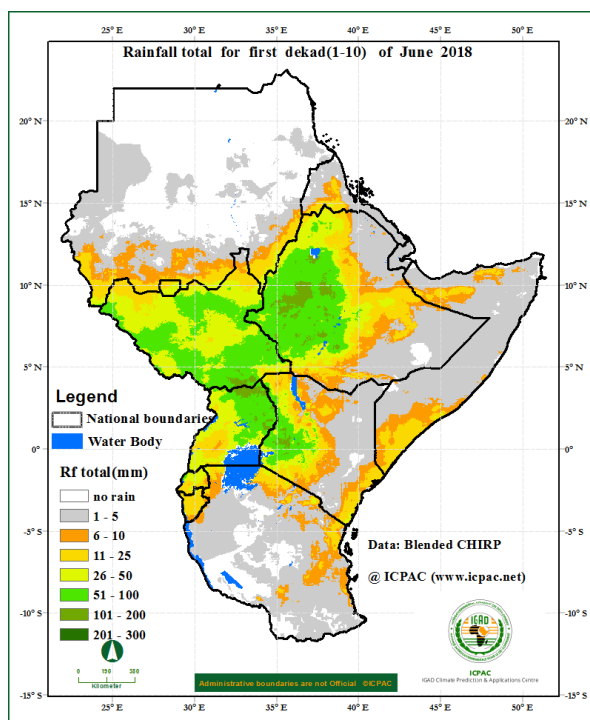 Rainfall total for first dekad(1-10) of June 2018
25°E 30°E 35°E 40°E 45°E 50°E
20°N 20°N
15°N 15°N
10°N 10°N
5°N 5°N
Legend
National boundaries
Water Body
0° 0°
Rf total(mm)
no rain
1 - 5
6 - 10
11 - 25
26 - 50
51 - 100
101 - 200
201 - 300
-5°S -5°S
Data: Blended CHIRP
@ ICPAC (www.icpac.net)
-10°S -10°S
0 150 300
Kilometer
IGAD
ICPAC
IGAD Climate Prediction & Applications Centre
Administrative boundaries are not Official ©ICPAC
-15°S -15°S
25°E 30°E 35°E 40°E 45°E 50°E